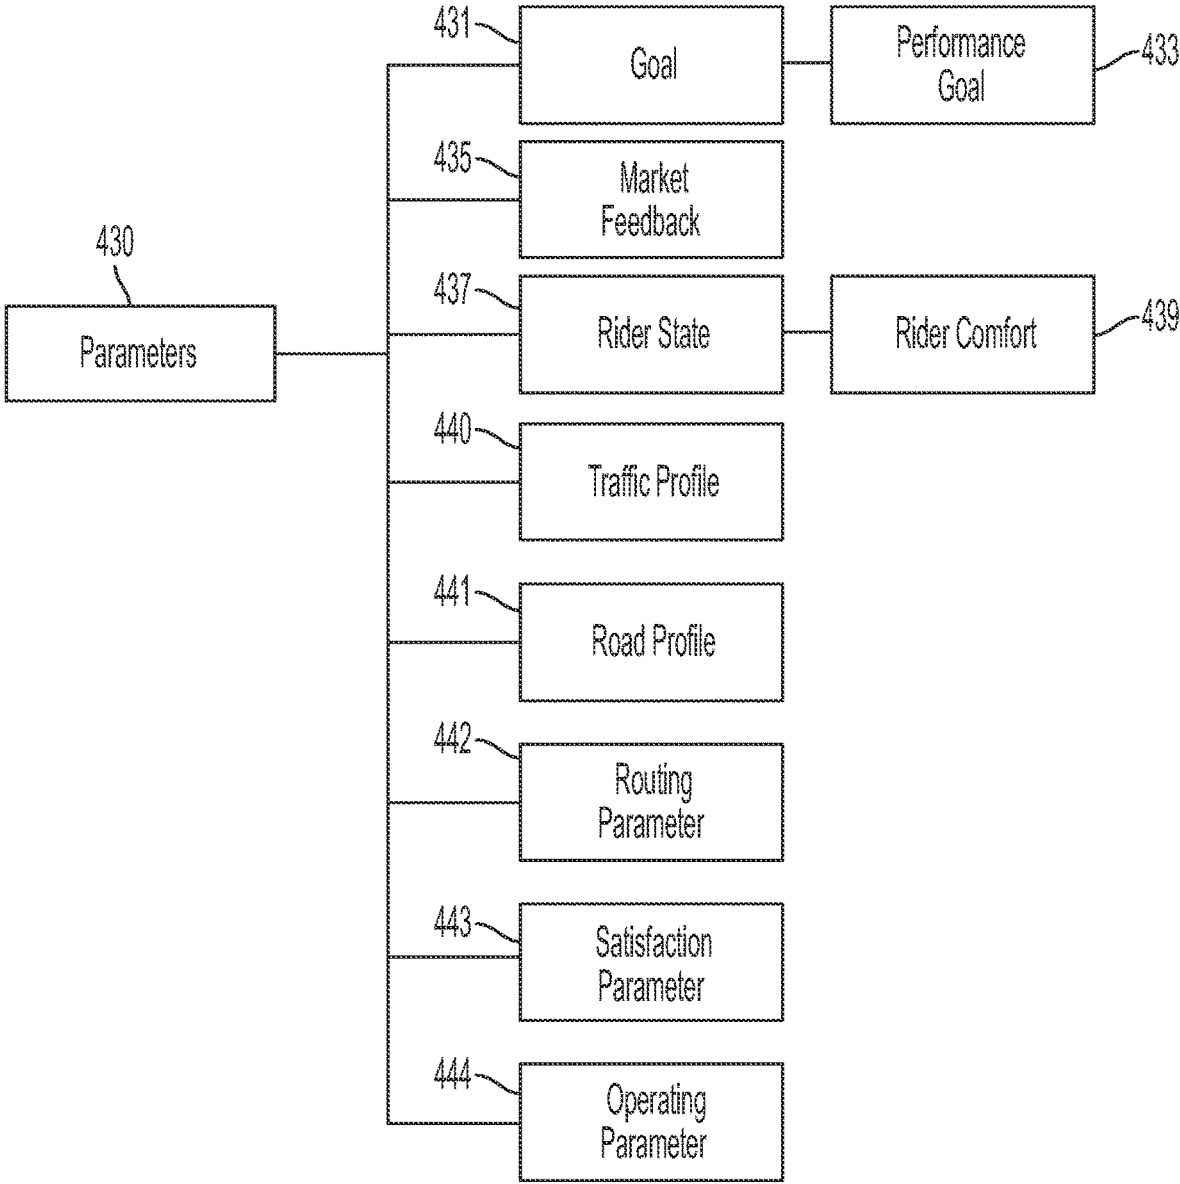 431
Goal
Performance
Goal
433
435
Market
Feedback
430
Parameters
437
Rider State
Rider Comfort
439
440
Traffic Profile
441
Road Profile
442
Routing
Parameter
443
Satisfaction
Parameter
444
Operating
Parameter